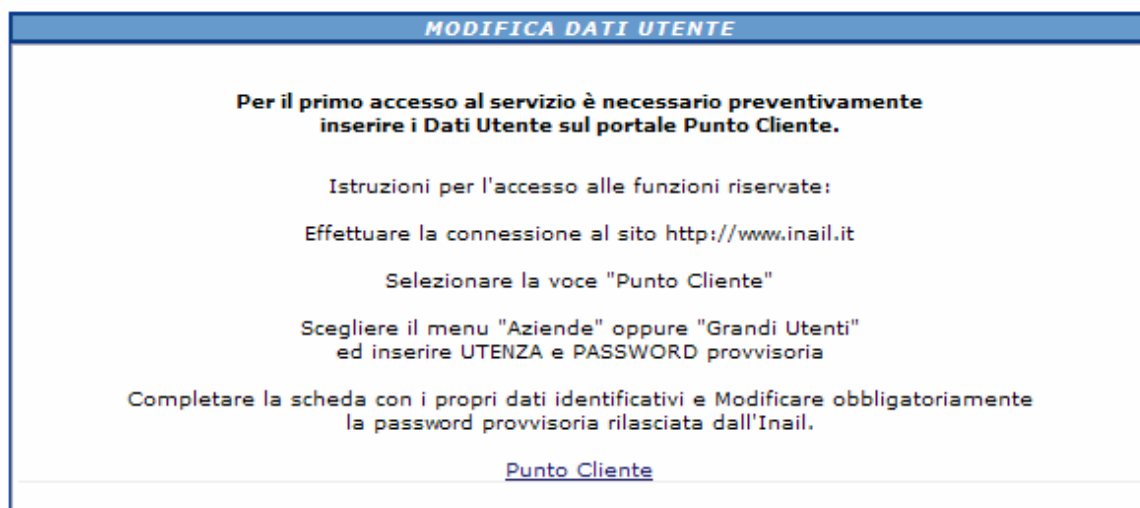 MODIFICA DATI UTENTE
Per il primo accesso al servizio è necessario preventivamente
inserire i Dati Utente sul portale Punto Cliente.
Istruzioni per l'accesso alle funzioni riservate:
Effettuare la connessione al sito http://www.inail.it
Selezionare la voce "Punto Cliente"
Scegliere il menu "Aziende" oppure "Grandi Utenti"
ed inserire UTENZA e PASSWORD provvisoria
Completare la scheda con i propri dati identificativi e Modificare obbligatoriamente
la password provvisoria rilasciata dall'Inail.
Punto Cliente